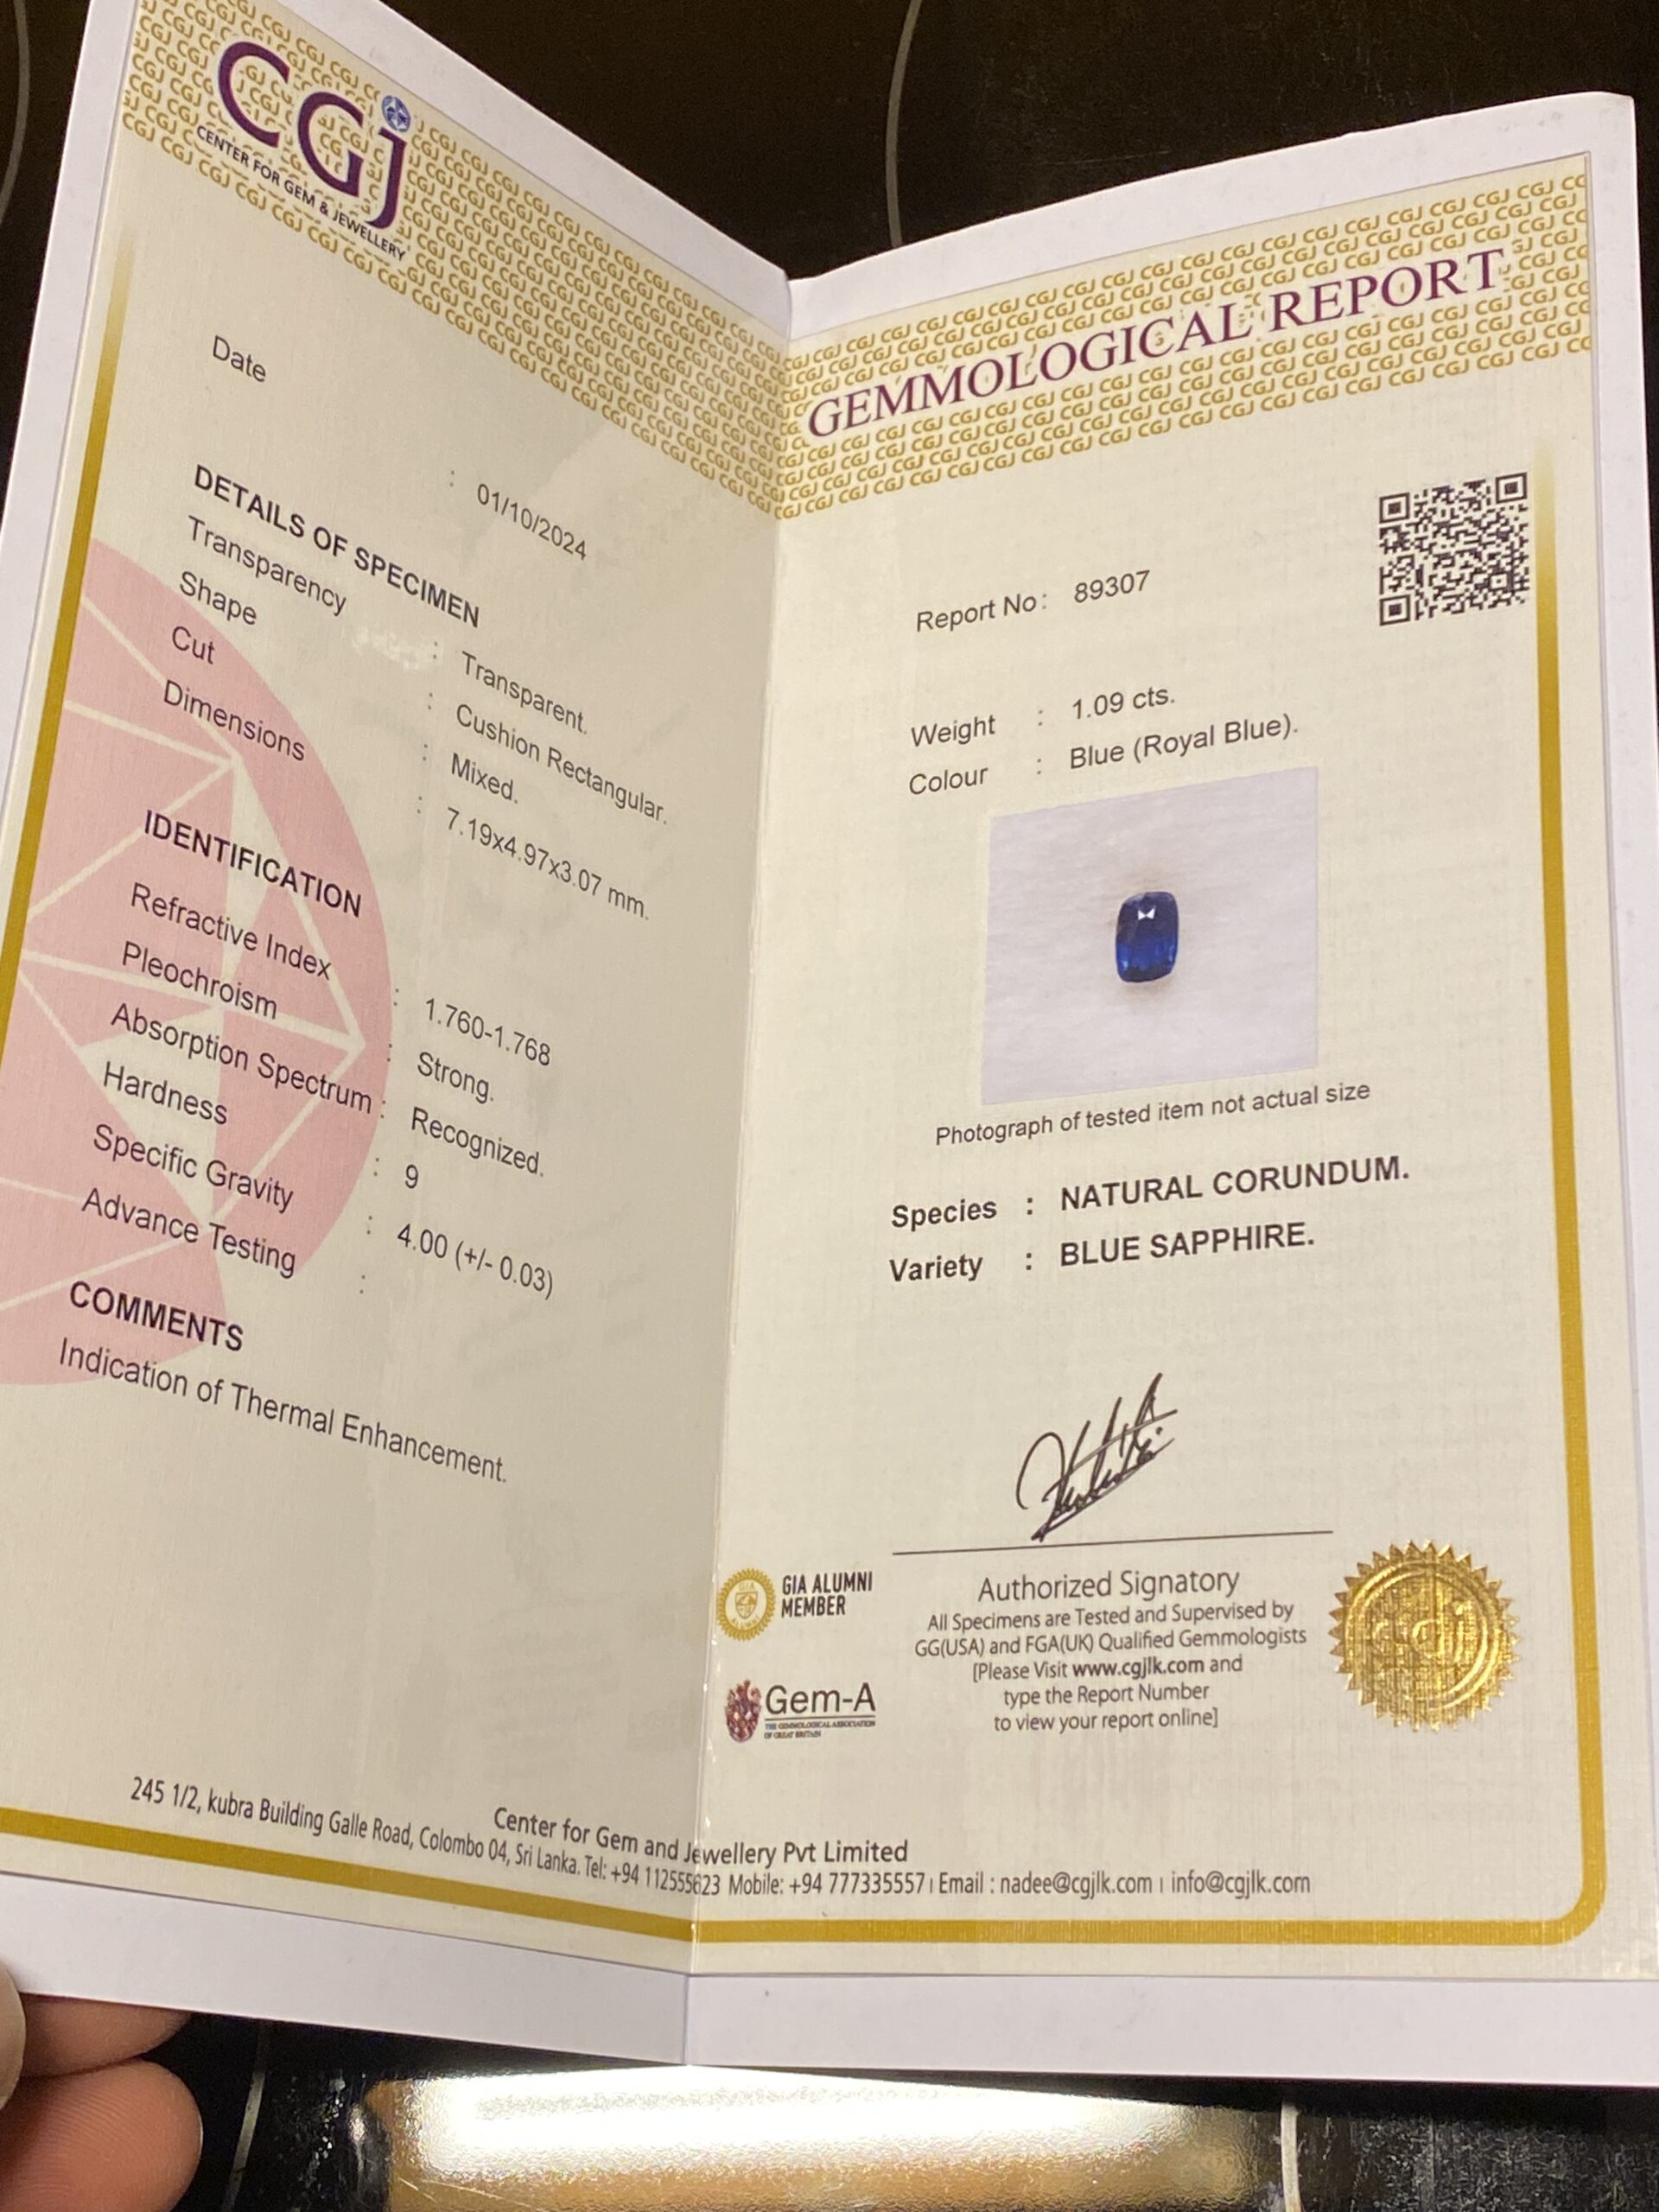 CGJ
CENTER FOR GEM & JEWELLERY
Date : 01/10/2024
DETAILS OF SPECIMEN
Transparency : Transparent.
Shape : Cushion Rectangular.
Cut : Mixed.
Dimensions : 7.19x4.97x3.07 mm.
IDENTIFICATION
Refractive Index : 1.760-1.768
Pleochroism : Strong.
Absorption Spectrum : Recognized.
Hardness : 9
Specific Gravity : 4.00 (+/- 0.03)
Advance Testing :
COMMENTS
Indication of Thermal Enhancement.
GEMMOLOGICAL REPORT
Report No : 89307
Weight : 1.09 cts.
Colour : Blue (Royal Blue).
Photograph of tested item not actual size
Species : NATURAL CORUNDUM.
Variety : BLUE SAPPHIRE.
Authorized Signatory
All Specimens are Tested and Supervised by
GG(USA) and FGA(UK) Qualified Gemmologists
[Please Visit www.cgjlk.com and
type the Report Number
to view your report online]
GIA ALUMNI
MEMBER
Gem-A
THE GEMMOLOGICAL ASSOCIATION
OF GREAT BRITAIN
cgj
Center for Gem and Jewellery Pvt Limited
245 1/2, kubra Building Galle Road, Colombo 04, Sri Lanka. Tel: +94 112555623 Mobile: +94 777335557 | Email : nadee@cgjlk.com | info@cgjlk.com